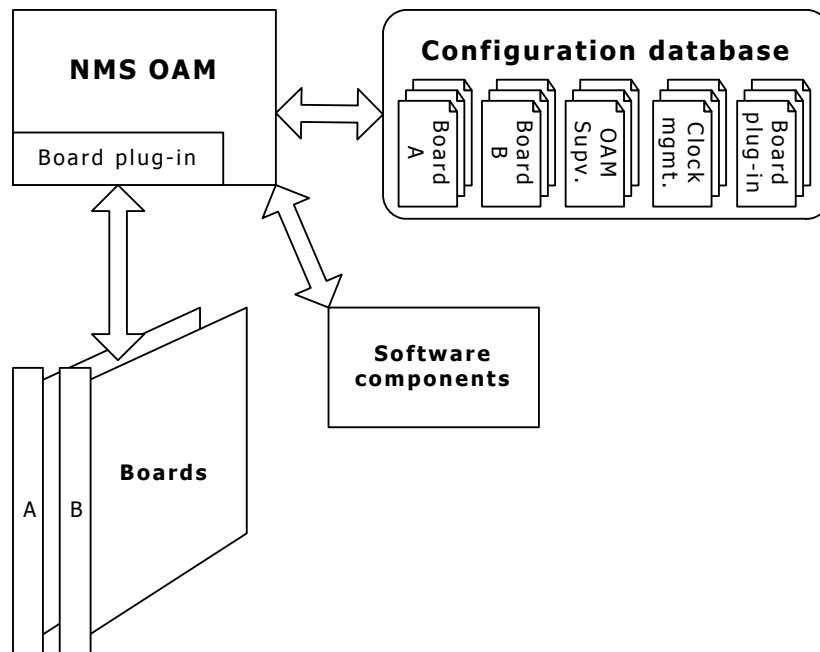 NMS OAM
Board plug-in
Configuration database
Board
A
Board
B
OAM
Supv.
Clock
mgmt.
Board
plug-in
Software
components
Boards
A
B